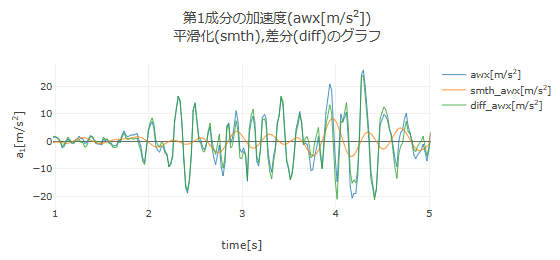 第1成分の加速度(awx[m/s²])
平滑化(smth),差分(diff)のグラフ
awx[m/s²]
smth_awx[m/s²]
diff_awx[m/s²]
a₁[m/s²]
20
10
0
−10
−20
1
2
3
4
5
time[s]